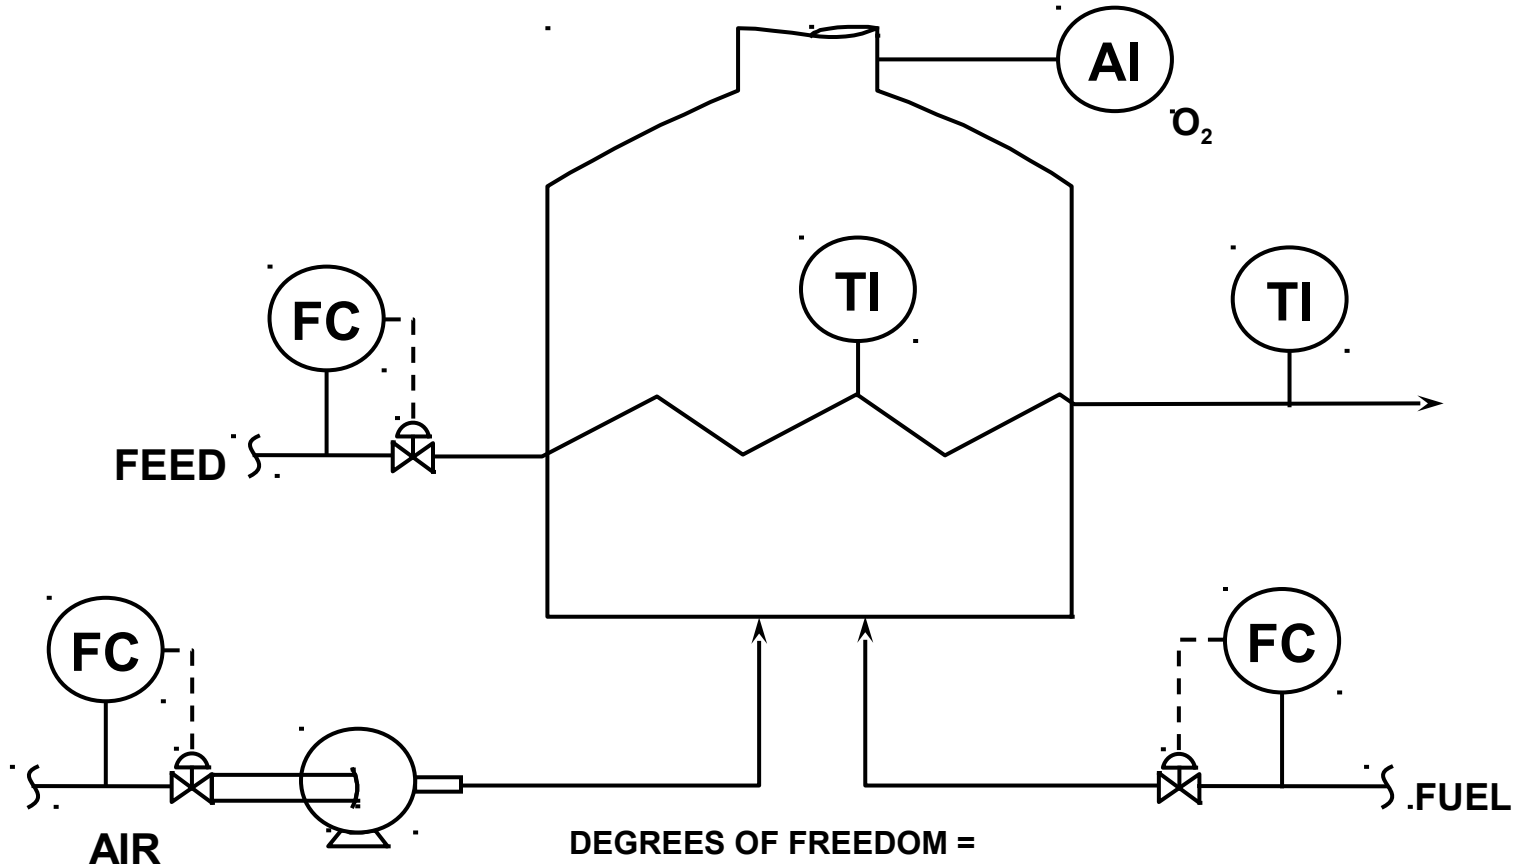 AI
O₂
TI
TI
FC
FEED
FC
FC
AIR
FUEL
DEGREES OF FREEDOM =